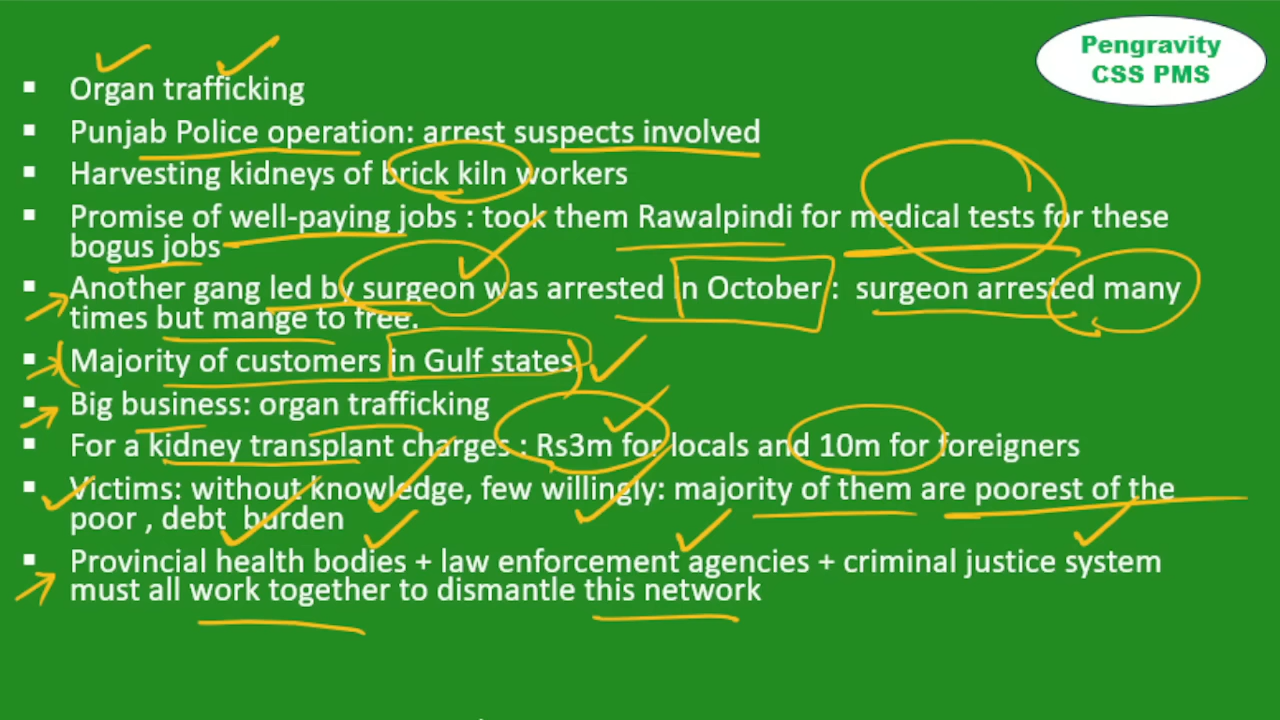 Pengravity
CSS PMS
▪ Organ trafficking
▪ Punjab Police operation: arrest suspects involved
▪ Harvesting kidneys of brick kiln workers
▪ Promise of well-paying jobs : took them Rawalpindi for medical tests for these
bogus jobs
▪ Another gang led by surgeon was arrested in October : surgeon arrested many
times but mange to free.
▪ Majority of customers in Gulf states
▪ Big business: organ trafficking
▪ For a kidney transplant charges : Rs3m for locals and 10m for foreigners
▪ Victims: without knowledge, few willingly: majority of them are poorest of the
poor , debt burden
▪ Provincial health bodies + law enforcement agencies + criminal justice system
must all work together to dismantle this network